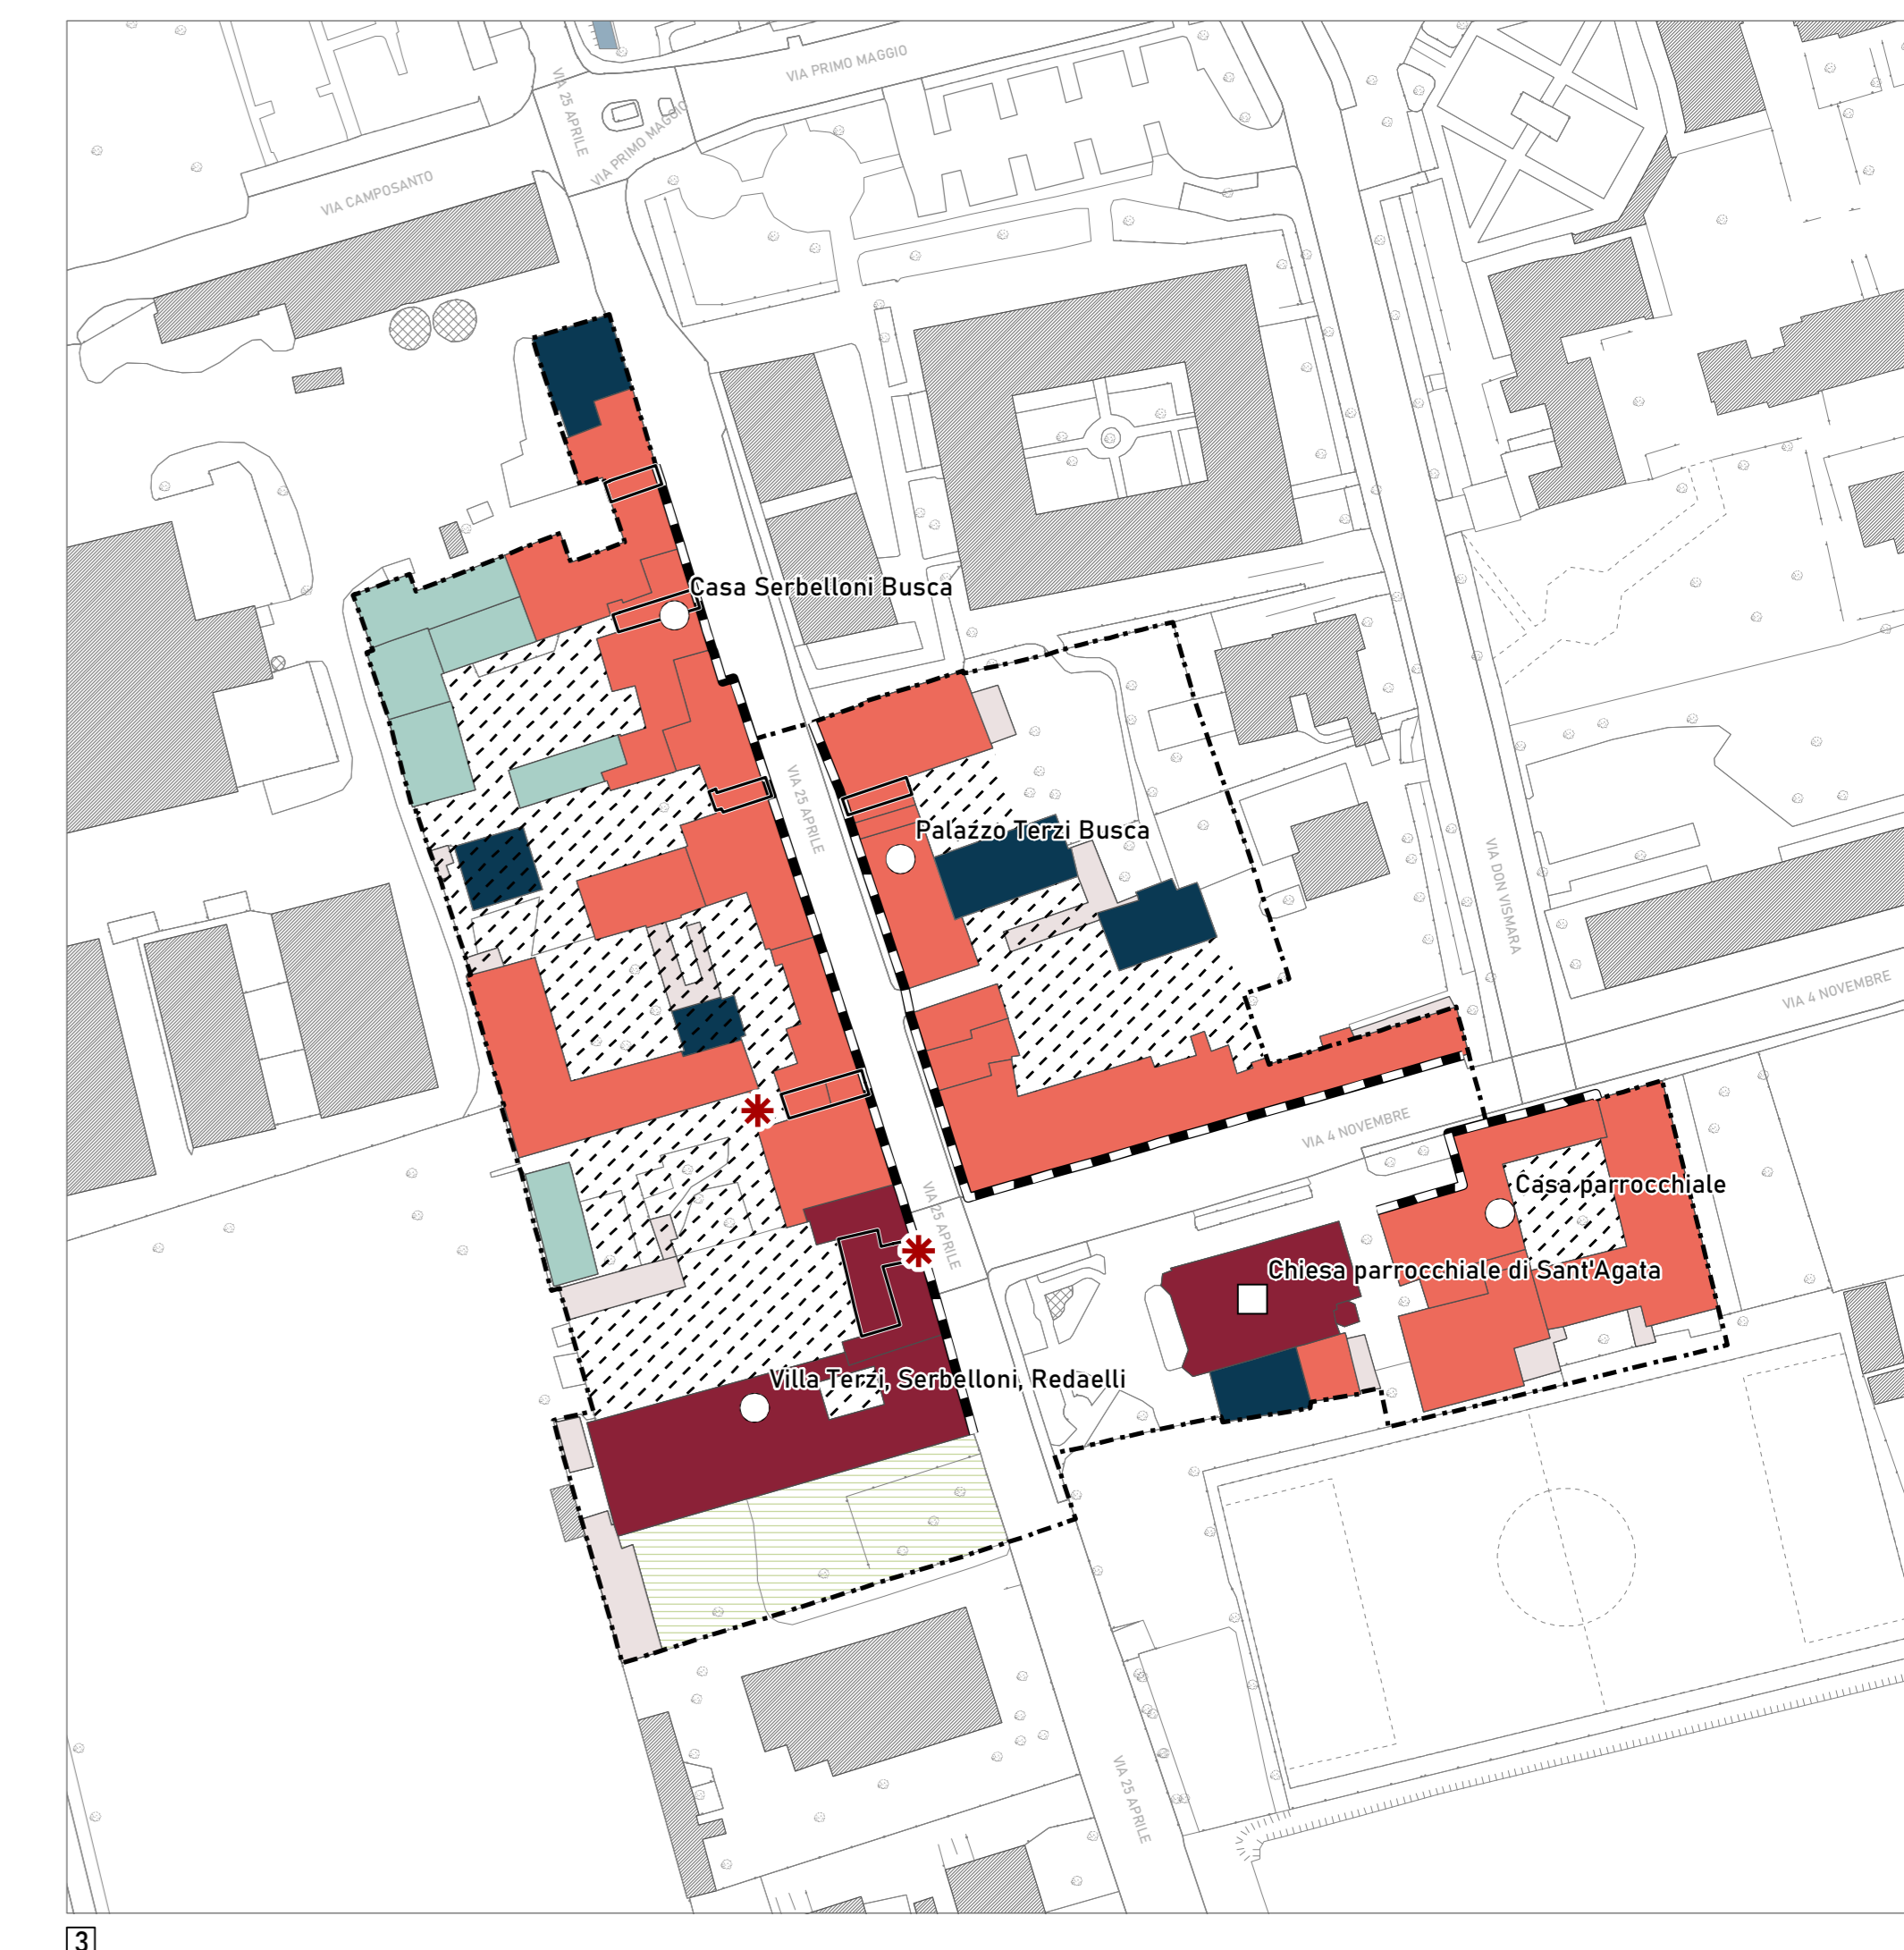 VIA PRIMO MAGGIO
VIA 25 APRILE
VIA PRIMO MAGGIO
VIA CAMPOSANTO
Casa Serbelloni Busca
VIA 25 APRILE
Palazzo Terzi Busca
VIA DON VISMARA
VIA 4 NOVEMBRE
VIA 4 NOVEMBRE
Casa parrocchiale
VIA 25 APRILE
Chiesa parrocchiale di Sant'Agata
Villa Terzi, Serbelloni, Redaelli
VIA 25 APRILE
3